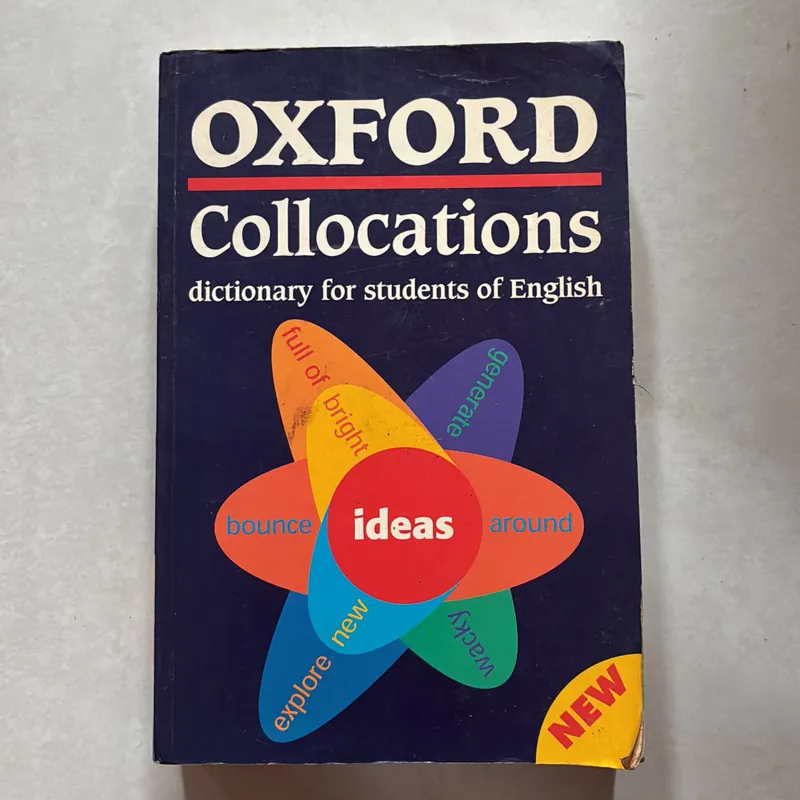 OXFORD
Collocations
dictionary for students of English
full of
bright
generate
bounce
ideas
around
explore
new
wacky
NEW